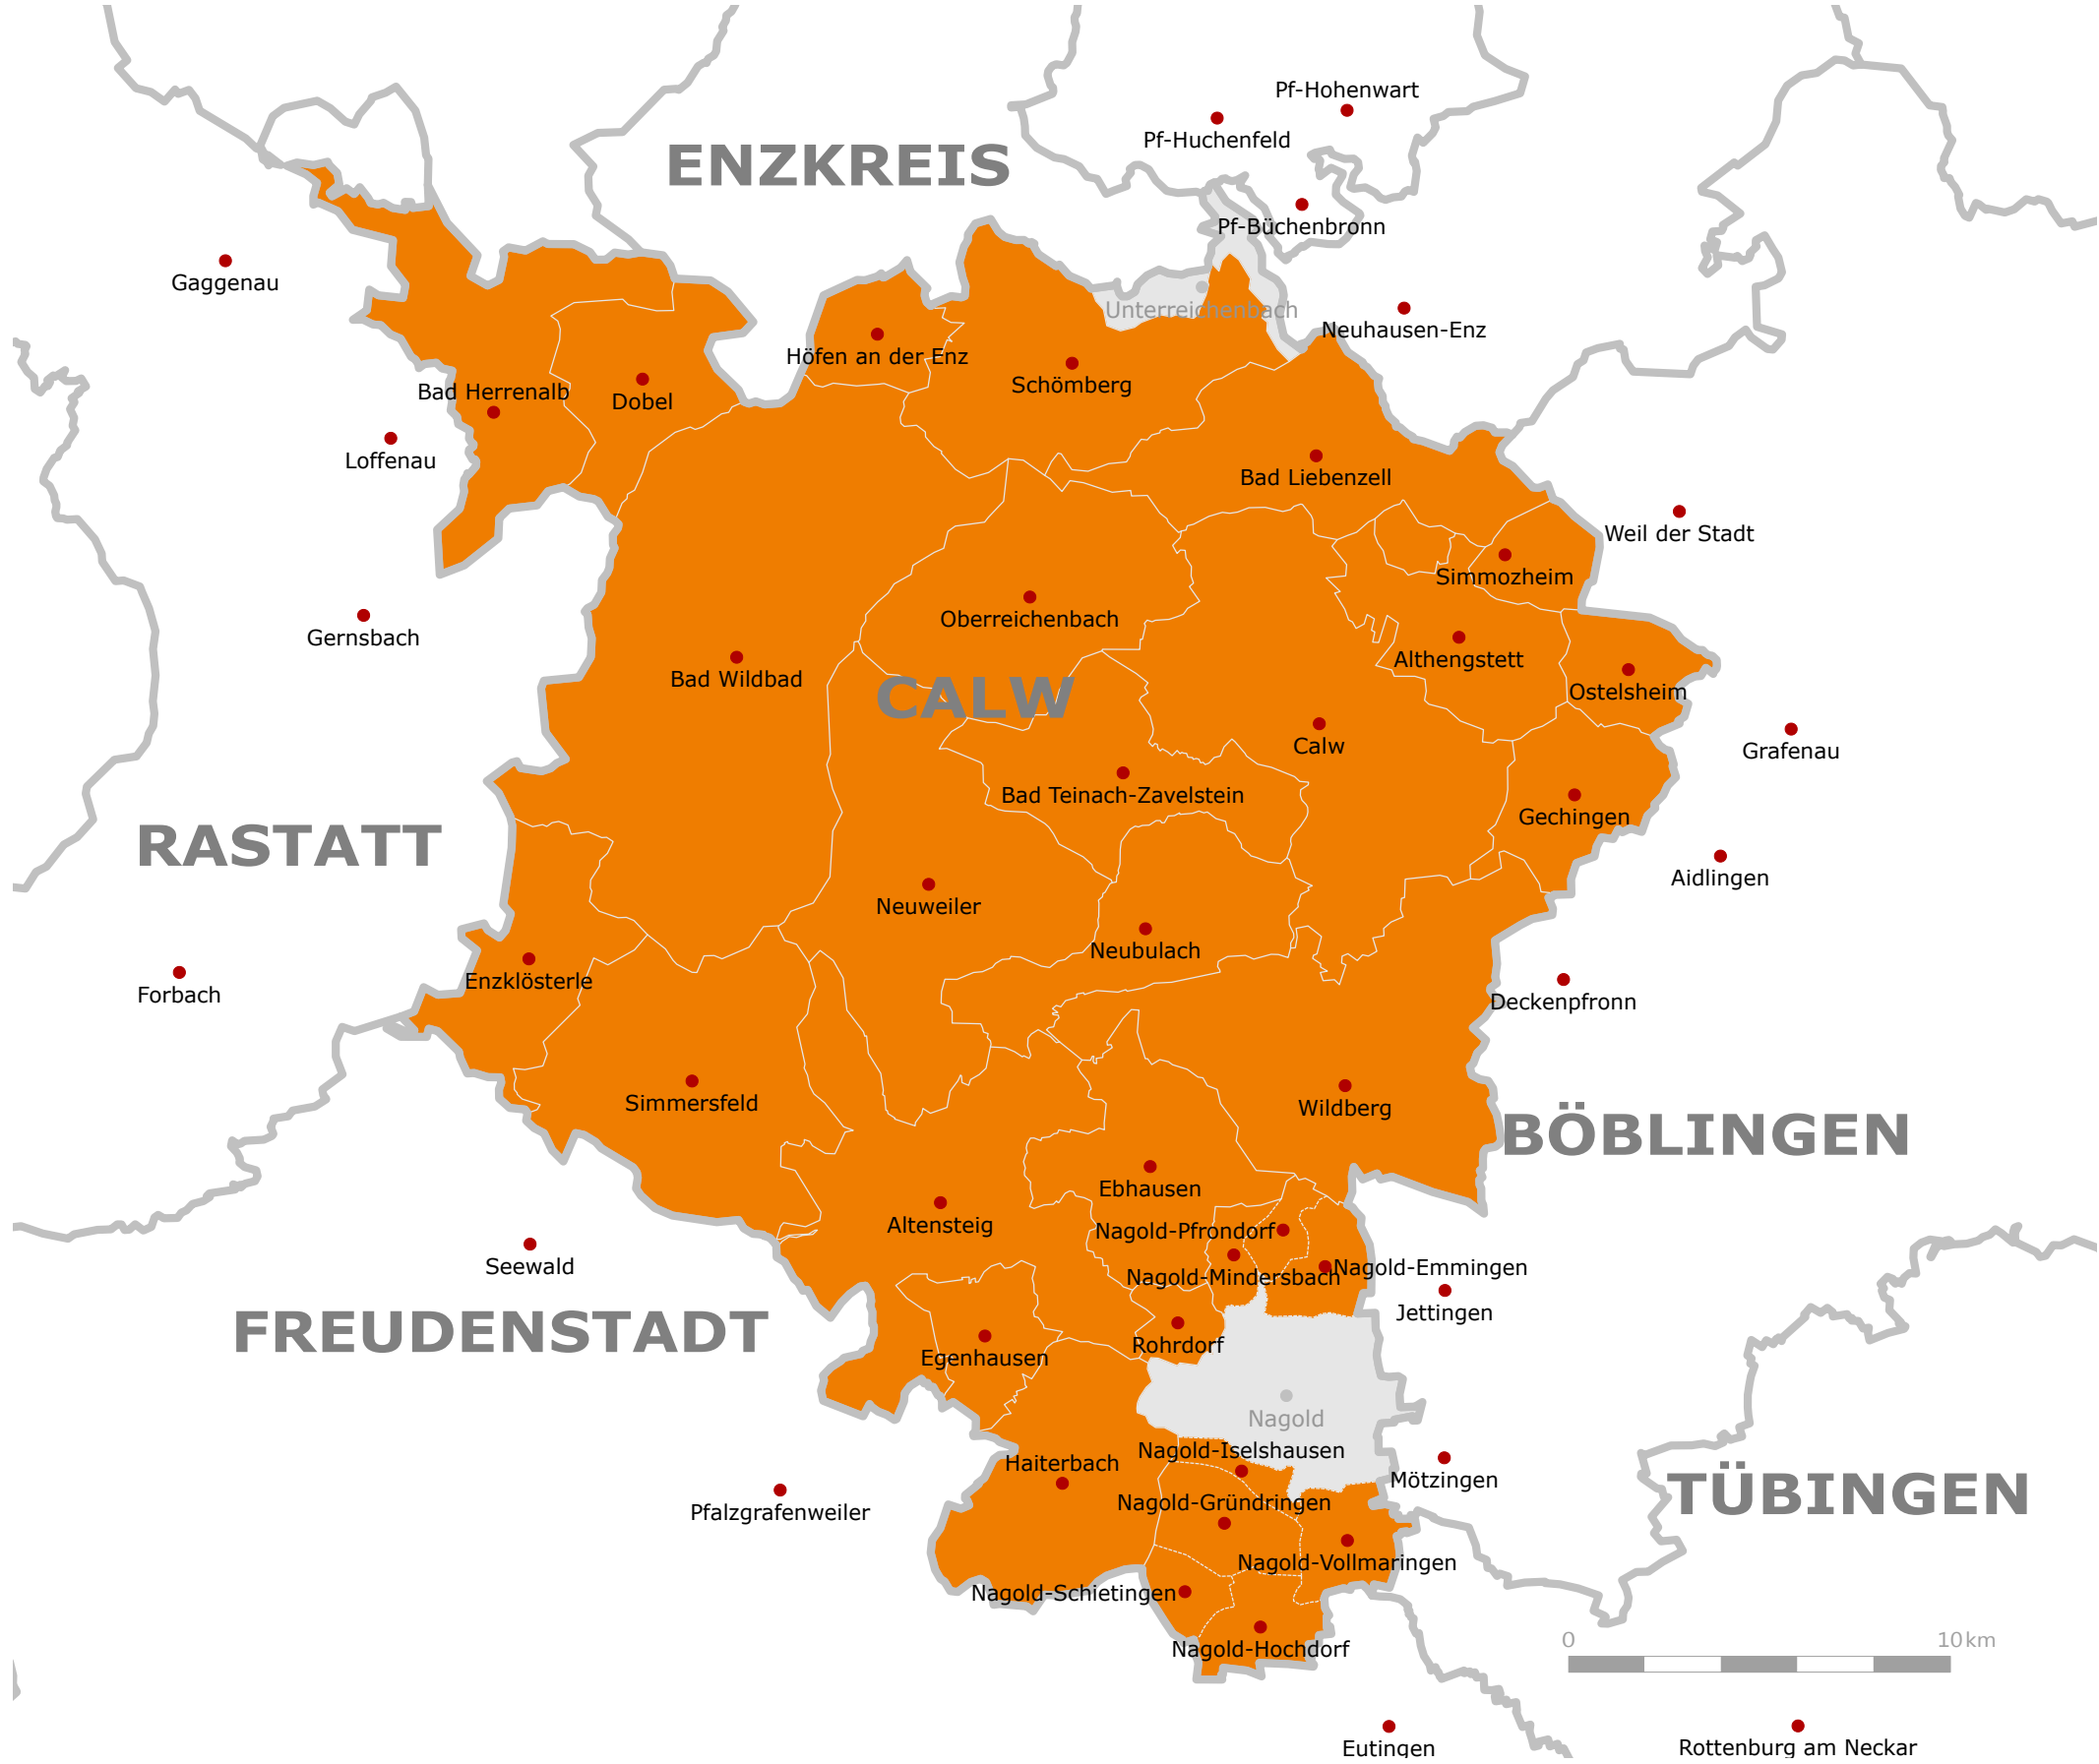 Pf-Hohenwart
Pf-Huchenfeld
ENZKREIS
Pf-Büchenbronn
Gaggenau
Unterreichenbach
Neuhausen-Enz
Höfen an der Enz
Schömberg
Bad Herrenalb
Dobel
Loffenau
Bad Liebenzell
Weil der Stadt
Simmozheim
Oberreichenbach
Gernsbach
Althengstett
Bad Wildbad
CALW
Ostelsheim
Calw
Grafenau
Bad Teinach-Zavelstein
Gechingen
RASTATT
Aidlingen
Neuweiler
Neubulach
Enzklösterle
Forbach
Deckenpfronn
Simmersfeld
Wildberg
BÖBLINGEN
Ebhausen
Altensteig
Nagold-Pfrondorf
Seewald
Nagold-Emmingen
Nagold-Mindersbach
Jettingen
FREUDENSTADT
Rohrdorf
Egenhausen
Nagold
Nagold-Iselshausen
Haiterbach
Mötzingen
TÜBINGEN
Nagold-Gründringen
Pfalzgrafenweiler
Nagold-Vollmaringen
Nagold-Schietingen
Nagold-Hochdorf
0 10 km
Eutingen
Rottenburg am Neckar